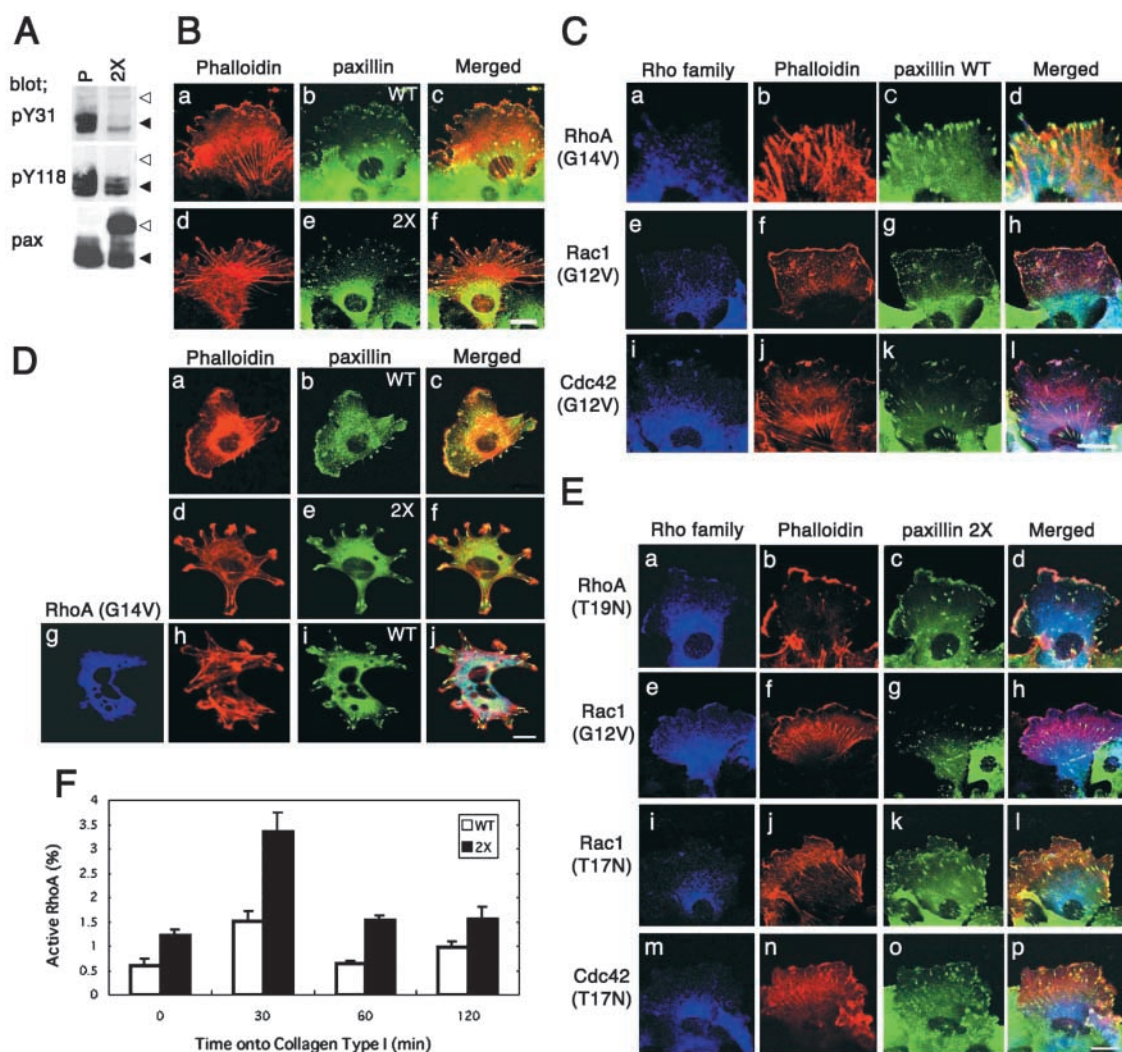 A
P 2X
blot;
pY31
pY118
pax
B
Phalloidin paxillin Merged
a b WT c
d e 2X f
C
Rho family Phalloidin paxillin WT Merged
RhoA
(G14V)
a b c d
Rac1
(G12V)
e f g h
Cdc42
(G12V)
i j k l
D
Phalloidin paxillin Merged
a b WT c
d e 2X f
RhoA (G14V)
g h i WT j
E
Rho family Phalloidin paxillin 2X Merged
RhoA
(T19N)
a b c d
Rac1
(G12V)
e f g h
Rac1
(T17N)
i j k l
Cdc42
(T17N)
m n o p
F
Active RhoA (%)
4
3.5
3
2.5
2
1.5
1
0.5
0
WT
2X
0 30 60 120
Time onto Collagen Type I (min)